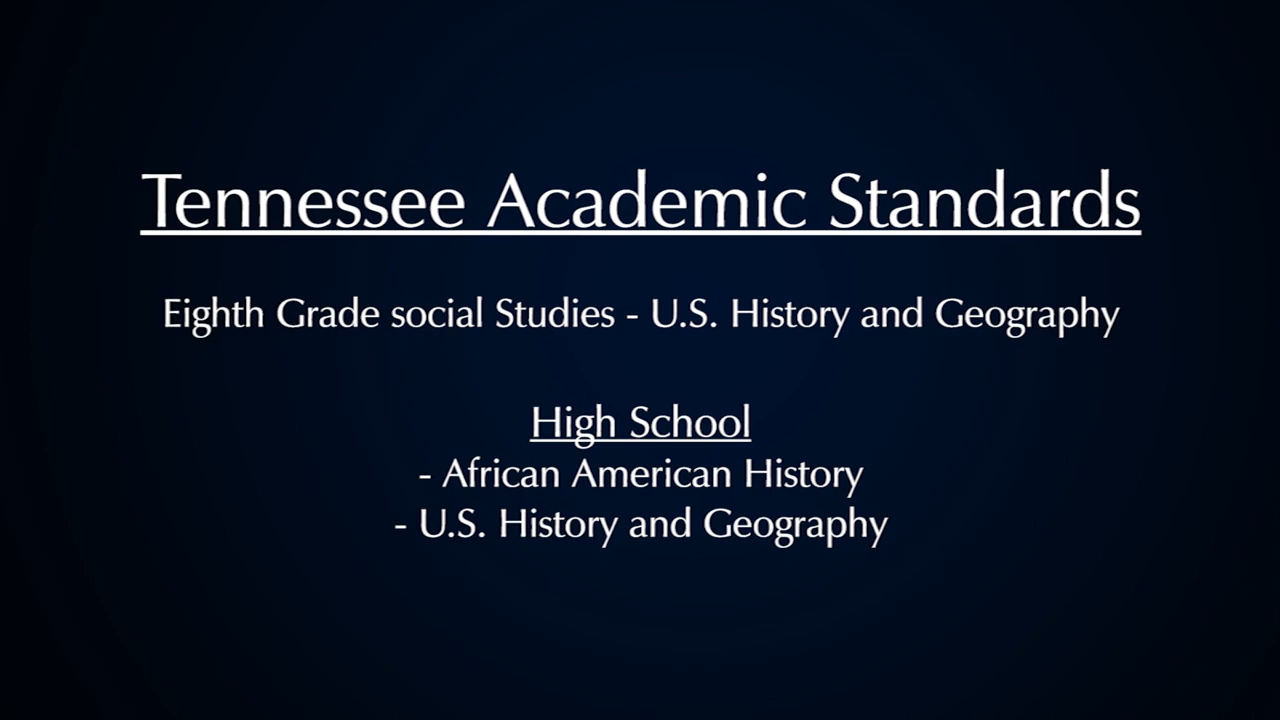 Tennessee Academic Standards
Eighth Grade social Studies - U.S. History and Geography
High School
- African American History
- U.S. History and Geography